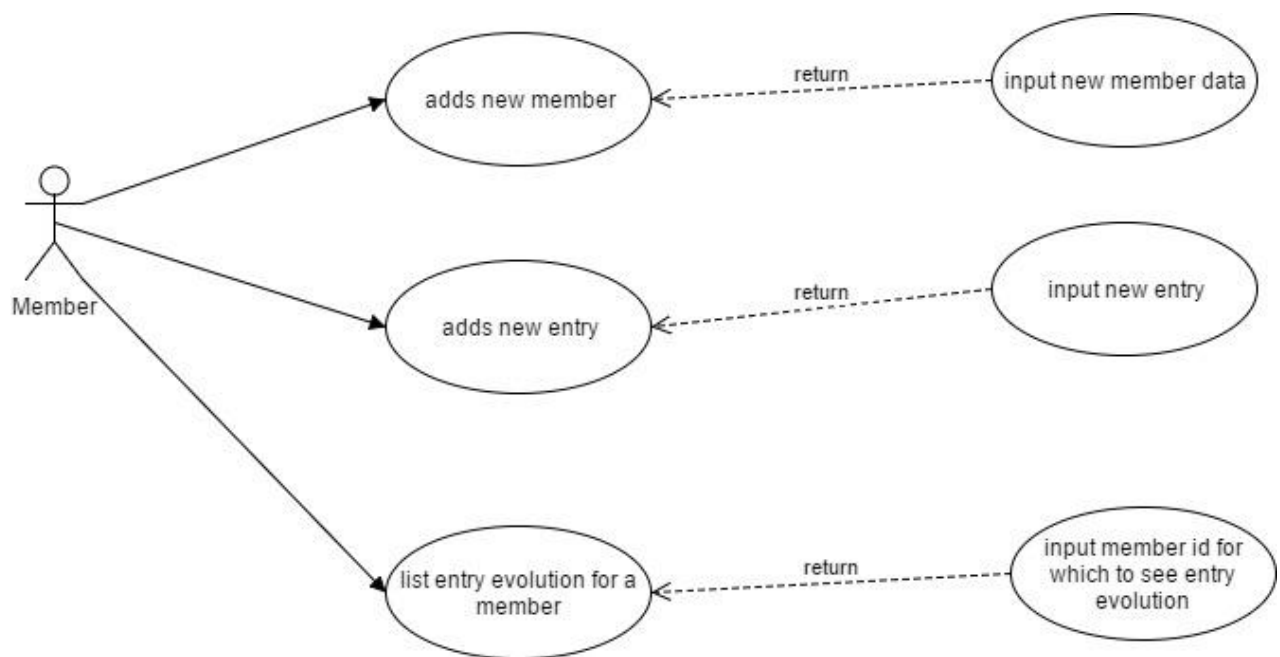 adds new member
return
input new member data
Member
adds new entry
return
input new entry
list entry evolution for a
member
return
input member id for
which to see entry
evolution